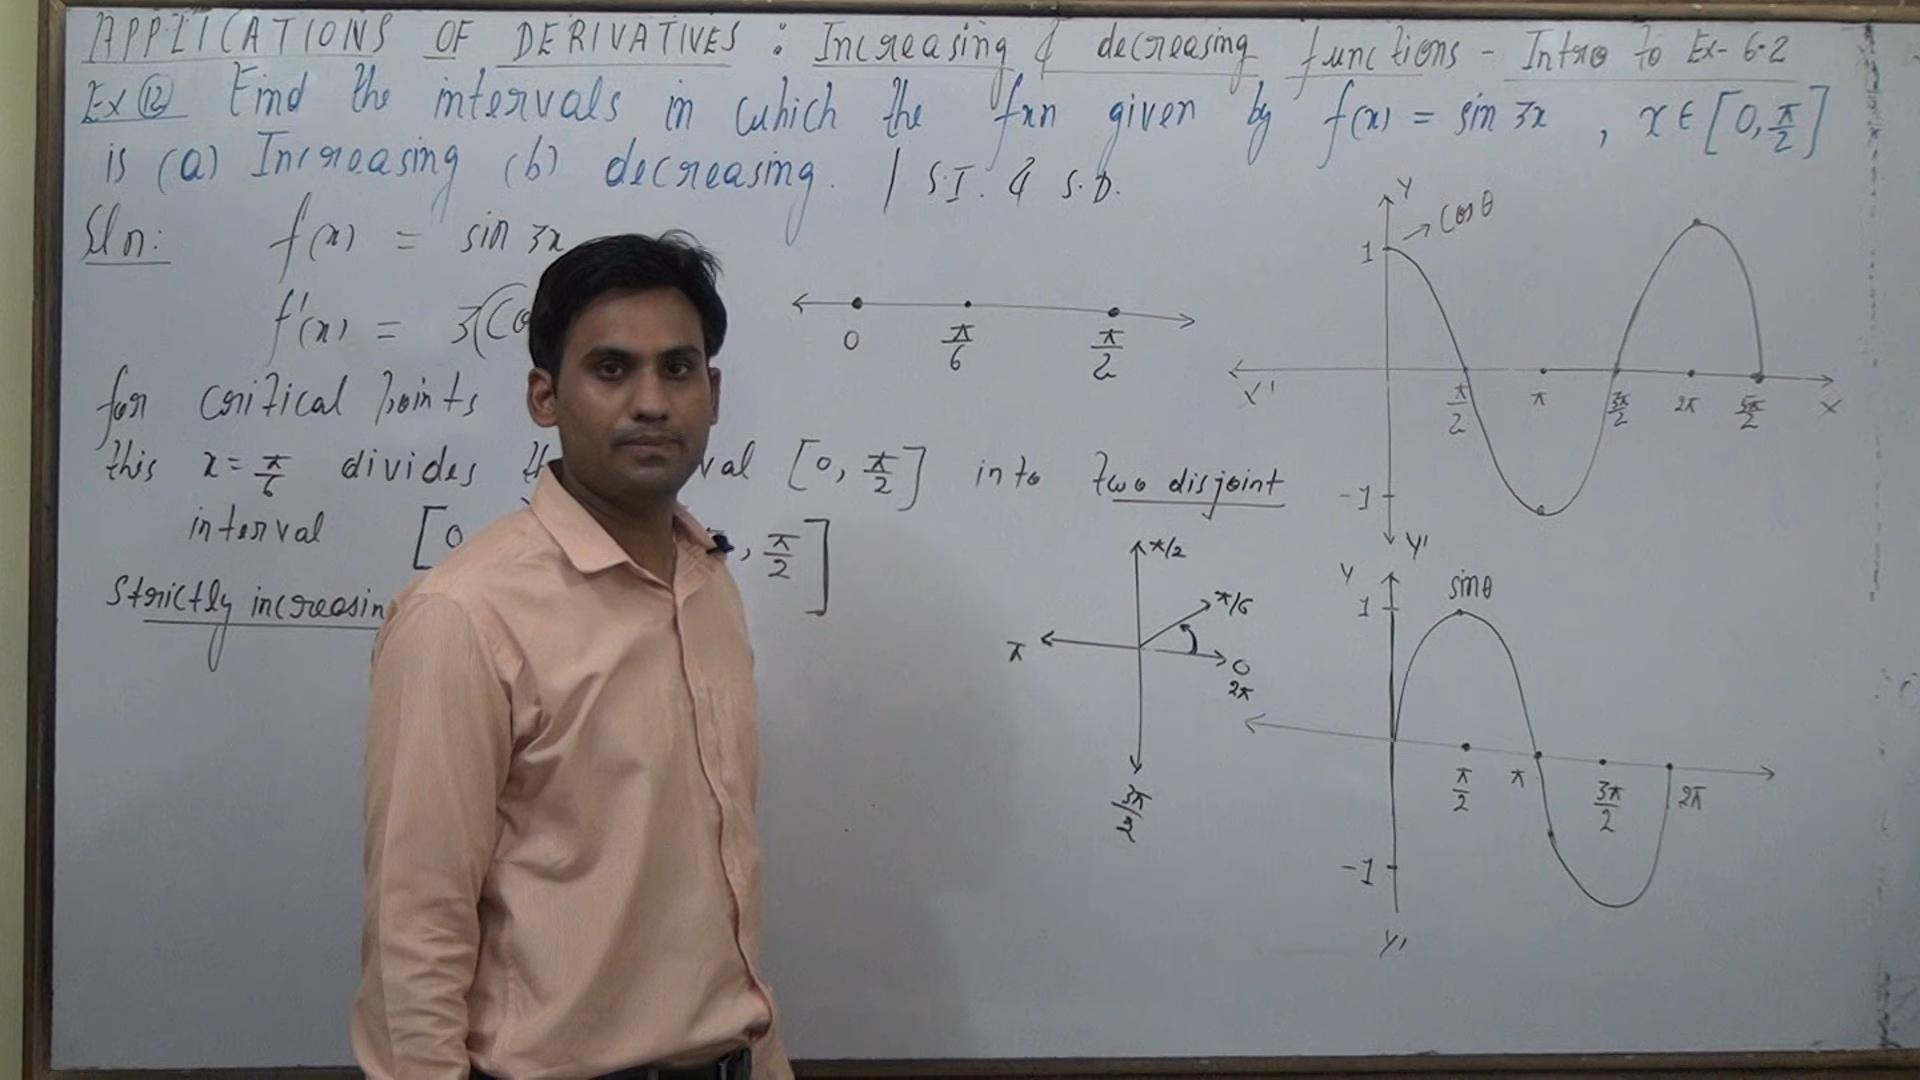 APPLICATIONS OF DERIVATIVES : Increasing & decreasing functions - Intro to Ex-6.2
Ex (12) Find the intervals in which the fxn given by f(x) = sin 3x , x ∈ [0, π/2]
is (a) Increasing (b) decreasing. / S.I. & S.D.
Sln: f(x) = sin 3x
f'(x) = 3(Co
for critical points
this x = π/6 divides val [0, π/2] into two disjoint
interval [0 , π/2]
Strictly increasin
0 π/6 π/2
Y
1 → Cosθ
X' π/2 π 3π/2 2π 5π/2 X
-1
Y'
π/2
π/6
π 0
2π
3π/2
Y sinθ
1
π/2 π 3π/2 2π
-1
Y'